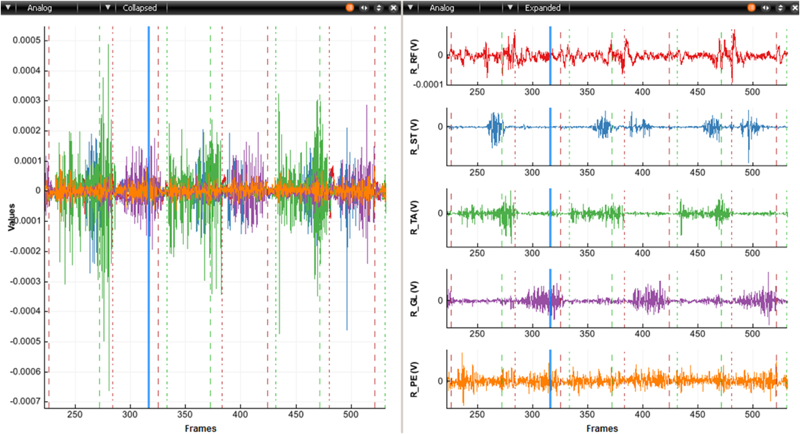 Analog Collapsed
0.0005
0.0004
0.0003
0.0002
0.0001
0
-0.0001
-0.0002
-0.0003
-0.0004
-0.0005
-0.0006
-0.0007
Values
250 300 350 400 450 500
Frames
Analog Expanded
R_RF(V)
0
-0.0001
250 300 350 400 450 500
R_ST (V)
0
250 300 350 400 450 500
R_TA(V)
0
250 300 350 400 450 500
R_GL (V)
0
250 300 350 400 450 500
R_PE(V)
0
250 300 350 400 450 500
Frames